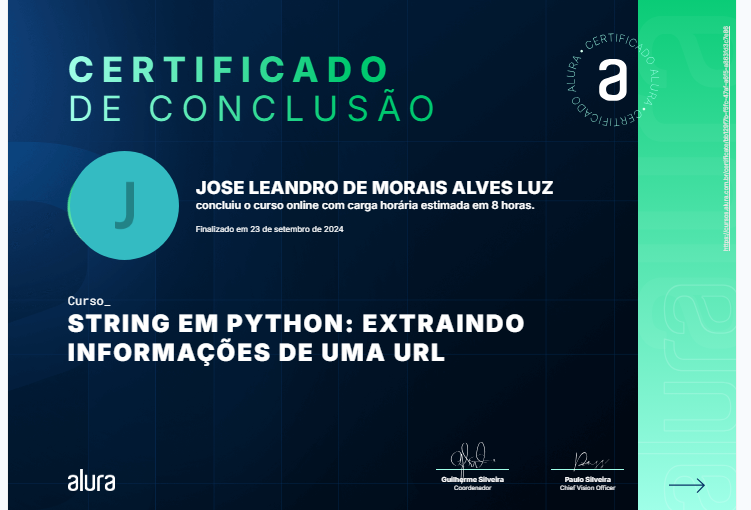 CERTIFICADO
DE CONCLUSÃO
ALURA • CERTIFICADO ALURA • CERTIFICADO
a
J
JOSE LEANDRO DE MORAIS ALVES LUZ
concluiu o curso online com carga horária estimada em 8 horas.
Finalizado em 23 de setembro de 2024
Curso_
STRING EM PYTHON: EXTRAINDO
INFORMAÇÕES DE UMA URL
alura
Guilherme Silveira
Coordenador
Paulo Silveira
Chief Vision Officer
alura